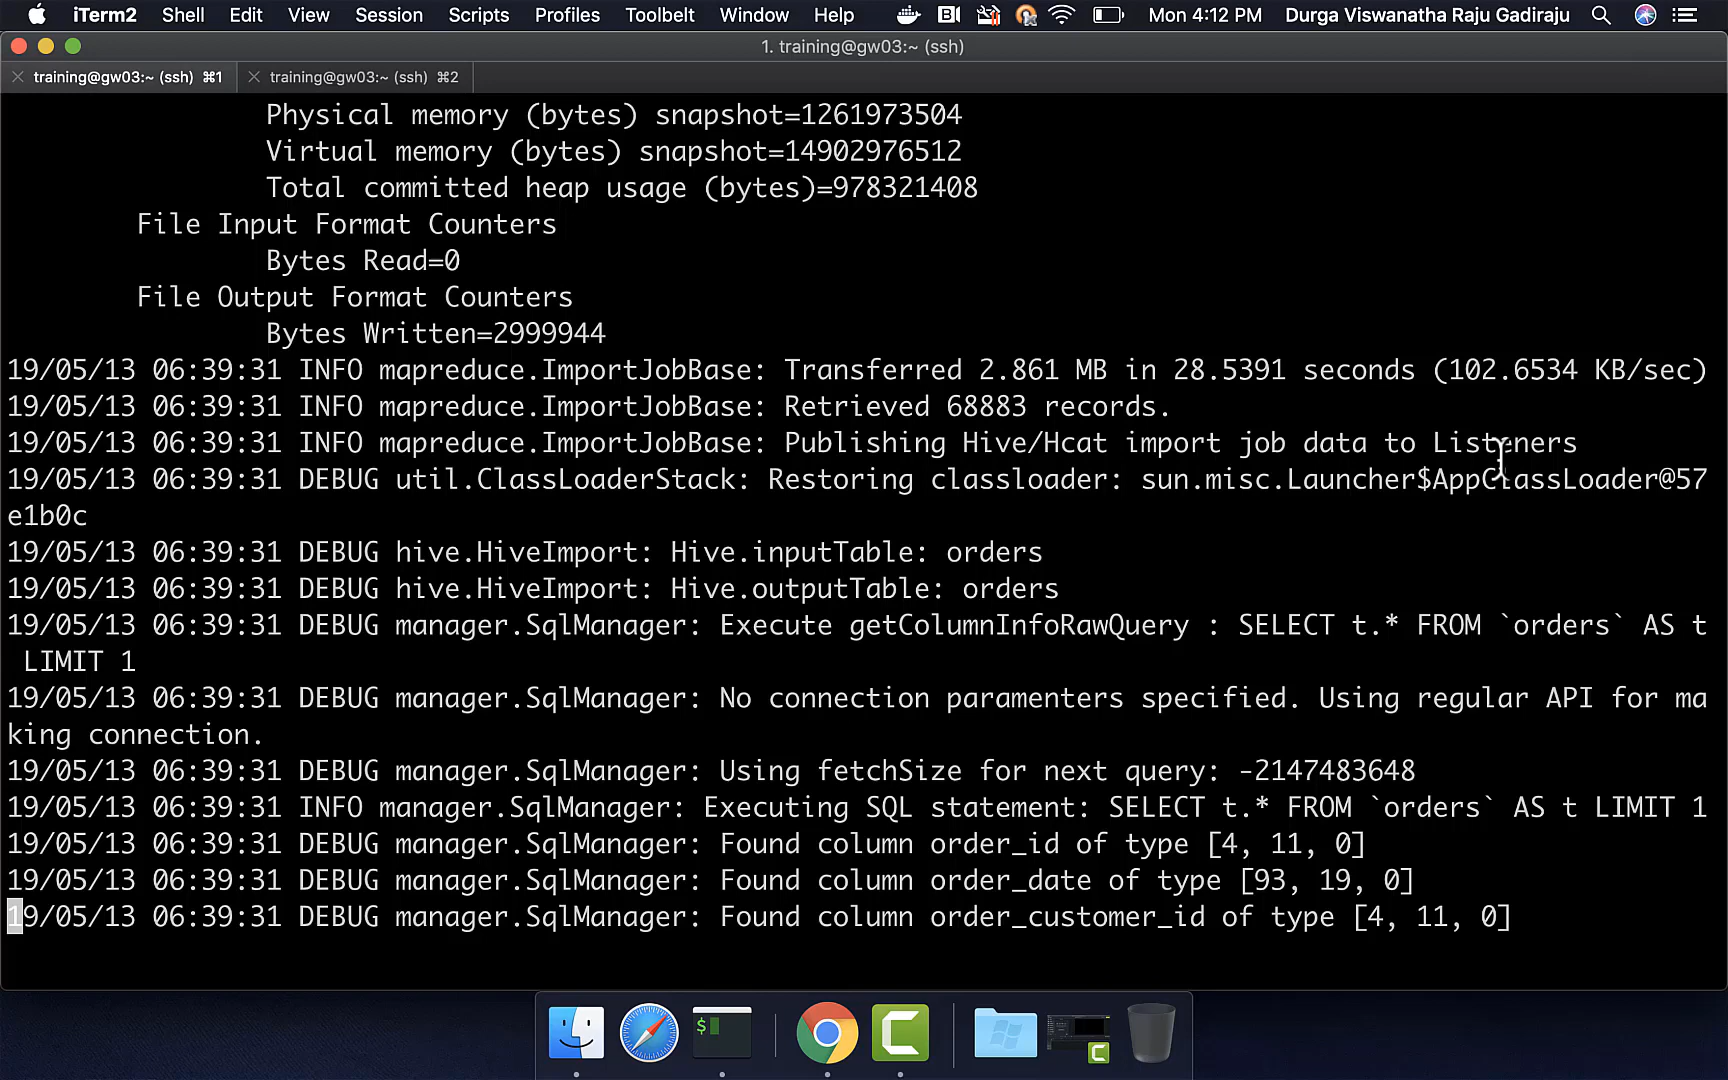 iTerm2 Shell Edit View Session Scripts Profiles Toolbelt Window Help Mon 4:12 PM Durga Viswanatha Raju Gadiraju
1. training@gw03:~ (ssh)
training@gw03:~ (ssh) ⌘1 training@gw03:~ (ssh) ⌘2
Physical memory (bytes) snapshot=1261973504
Virtual memory (bytes) snapshot=14902976512
Total committed heap usage (bytes)=978321408
File Input Format Counters
Bytes Read=0
File Output Format Counters
Bytes Written=2999944
19/05/13 06:39:31 INFO mapreduce.ImportJobBase: Transferred 2.861 MB in 28.5391 seconds (102.6534 KB/sec)
19/05/13 06:39:31 INFO mapreduce.ImportJobBase: Retrieved 68883 records.
19/05/13 06:39:31 INFO mapreduce.ImportJobBase: Publishing Hive/Hcat import job data to Listeners
19/05/13 06:39:31 DEBUG util.ClassLoaderStack: Restoring classloader: sun.misc.Launcher$AppClassLoader@57
e1b0c
19/05/13 06:39:31 DEBUG hive.HiveImport: Hive.inputTable: orders
19/05/13 06:39:31 DEBUG hive.HiveImport: Hive.outputTable: orders
19/05/13 06:39:31 DEBUG manager.SqlManager: Execute getColumnInfoRawQuery : SELECT t.* FROM `orders` AS t
LIMIT 1
19/05/13 06:39:31 DEBUG manager.SqlManager: No connection paramenters specified. Using regular API for ma
king connection.
19/05/13 06:39:31 DEBUG manager.SqlManager: Using fetchSize for next query: -2147483648
19/05/13 06:39:31 INFO manager.SqlManager: Executing SQL statement: SELECT t.* FROM `orders` AS t LIMIT 1
19/05/13 06:39:31 DEBUG manager.SqlManager: Found column order_id of type [4, 11, 0]
19/05/13 06:39:31 DEBUG manager.SqlManager: Found column order_date of type [93, 19, 0]
19/05/13 06:39:31 DEBUG manager.SqlManager: Found column order_customer_id of type [4, 11, 0]